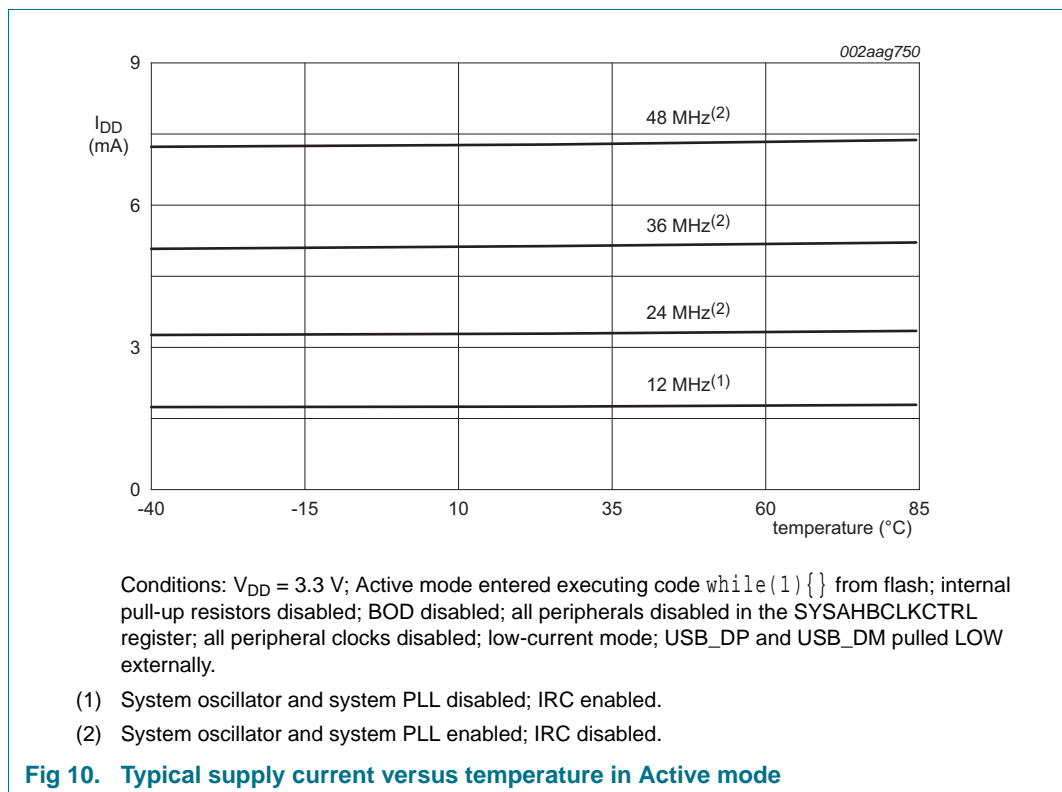 002aag750
9
I_DD
(mA)
48 MHz(2)
6
36 MHz(2)
24 MHz(2)
3
12 MHz(1)
0
-40 -15 10 35 60 85
temperature (°C)
Conditions: V_DD = 3.3 V; Active mode entered executing code while(1){} from flash; internal
pull-up resistors disabled; BOD disabled; all peripherals disabled in the SYSAHBCLKCTRL
register; all peripheral clocks disabled; low-current mode; USB_DP and USB_DM pulled LOW
externally.
(1) System oscillator and system PLL disabled; IRC enabled.
(2) System oscillator and system PLL enabled; IRC disabled.
Fig 10. Typical supply current versus temperature in Active mode